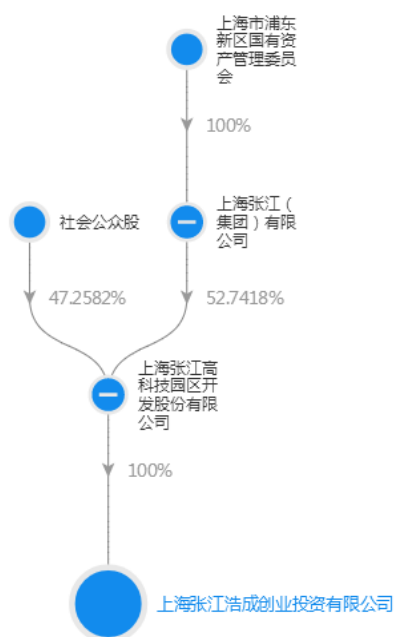 上海市浦东
新区国有资
产管理委员
会
100%
社会公众股
上海张江（
集团）有限
公司
47.2582%
52.7418%
上海张江高
科技园区开
发股份有限
公司
100%
上海张江浩成创业投资有限公司